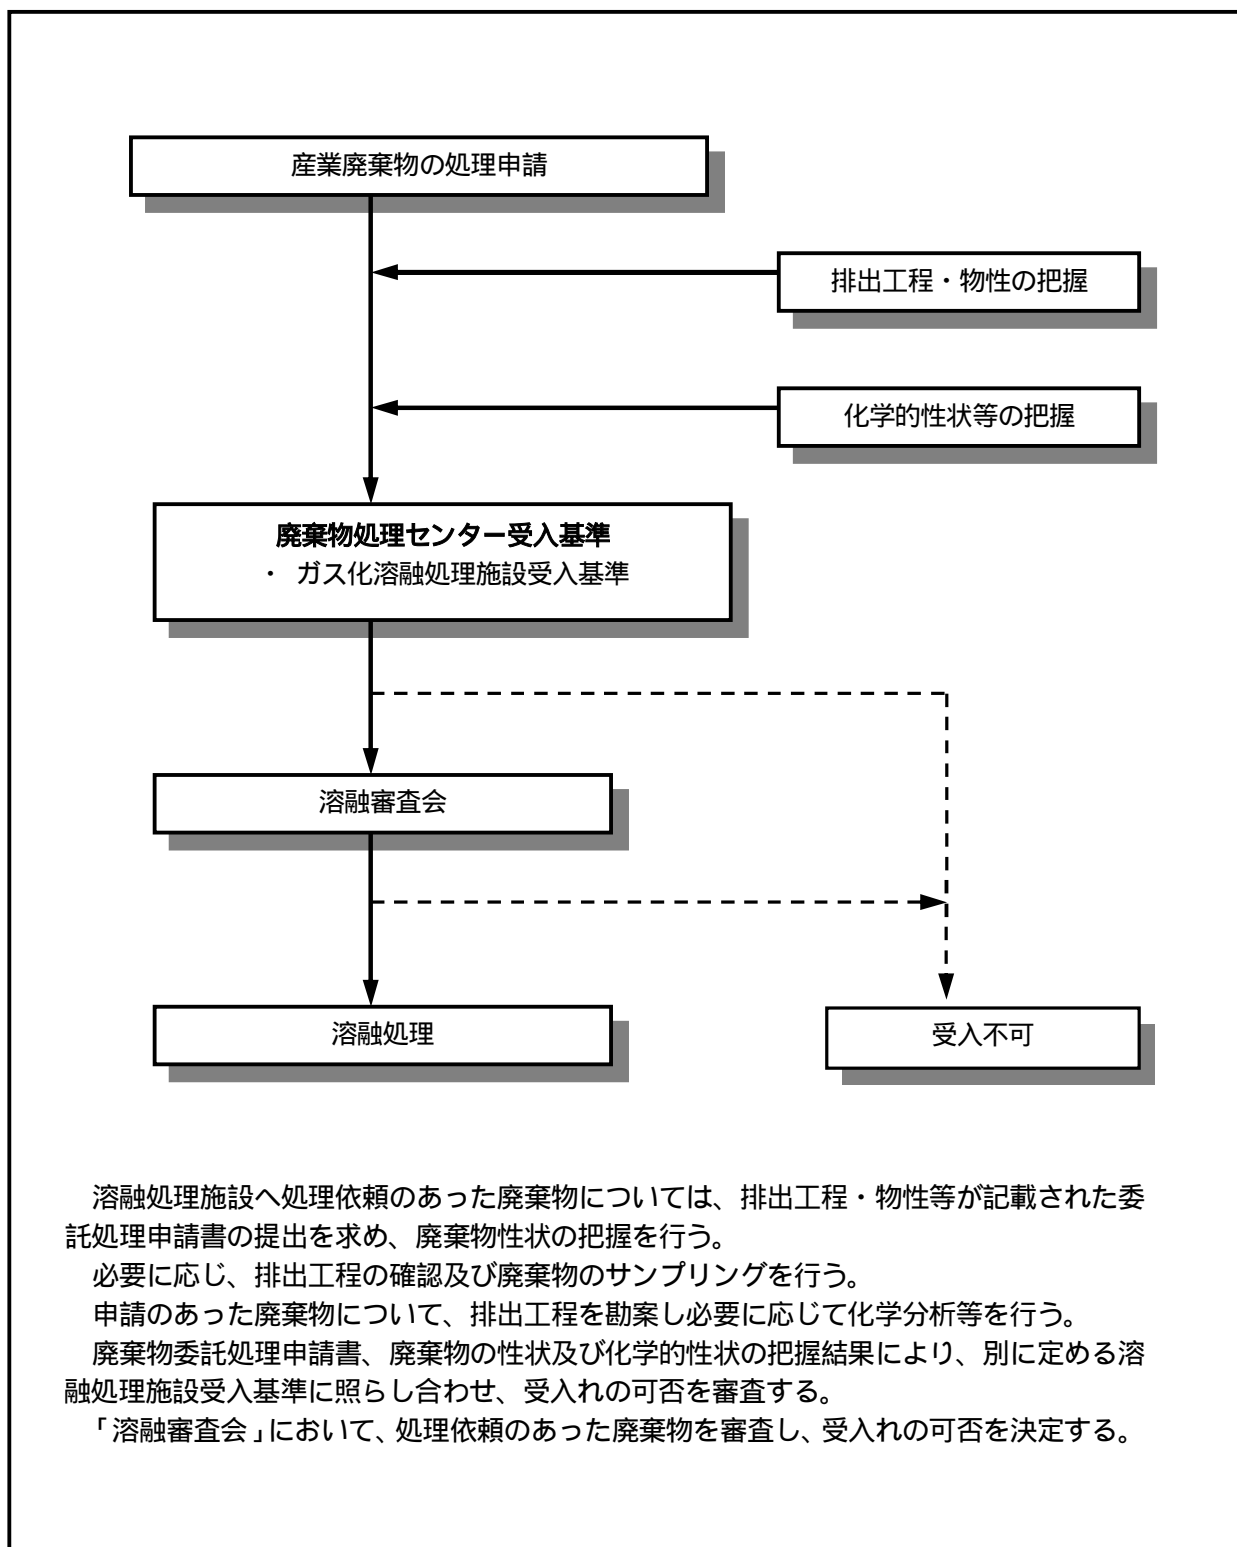 産業廃棄物の処理申請
排出工程・物性の把握
化学的性状等の把握
廃棄物処理センター受入基準
・ ガス化溶融処理施設受入基準
溶融審査会
溶融処理
受入不可
溶融処理施設へ処理依頼のあった廃棄物については、排出工程・物性等が記載された委
託処理申請書の提出を求め、廃棄物性状の把握を行う。
必要に応じ、排出工程の確認及び廃棄物のサンプリングを行う。
申請のあった廃棄物について、排出工程を勘案し必要に応じて化学分析等を行う。
廃棄物委託処理申請書、廃棄物の性状及び化学的性状の把握結果により、別に定める溶
融処理施設受入基準に照らし合わせ、受入れの可否を審査する。
「溶融審査会」において、処理依頼のあった廃棄物を審査し、受入れの可否を決定する。